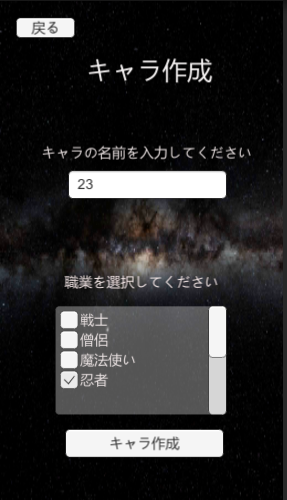 戻る
キャラ作成
キャラの名前を入力してください
23
職業を選択してください
戦士
僧侶
魔法使い
忍者
キャラ作成